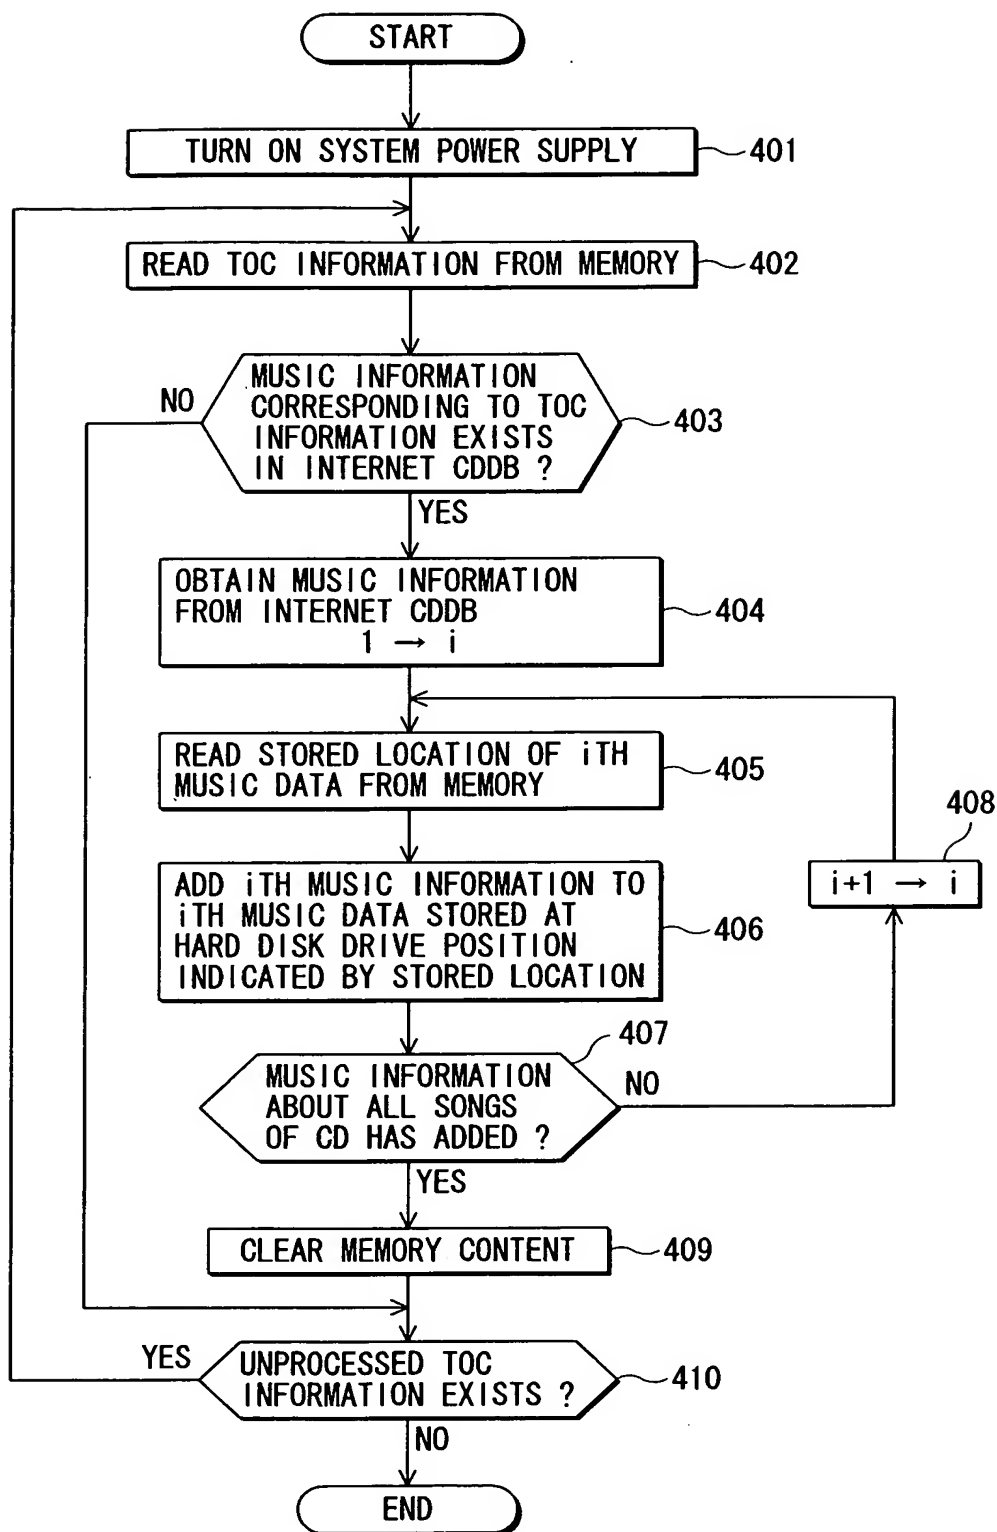 START
TURN ON SYSTEM POWER SUPPLY
401
READ TOC INFORMATION FROM MEMORY
402
MUSIC INFORMATION
CORRESPONDING TO TOC
INFORMATION EXISTS
IN INTERNET CDDB ?
403
NO
YES
OBTAIN MUSIC INFORMATION
FROM INTERNET CDDB
1 → i
404
READ STORED LOCATION OF iTH
MUSIC DATA FROM MEMORY
405
408
i+1 → i
ADD iTH MUSIC INFORMATION TO
iTH MUSIC DATA STORED AT
HARD DISK DRIVE POSITION
INDICATED BY STORED LOCATION
406
407
MUSIC INFORMATION
ABOUT ALL SONGS
OF CD HAS ADDED ?
NO
YES
CLEAR MEMORY CONTENT
409
YES
UNPROCESSED TOC
INFORMATION EXISTS ?
410
NO
END